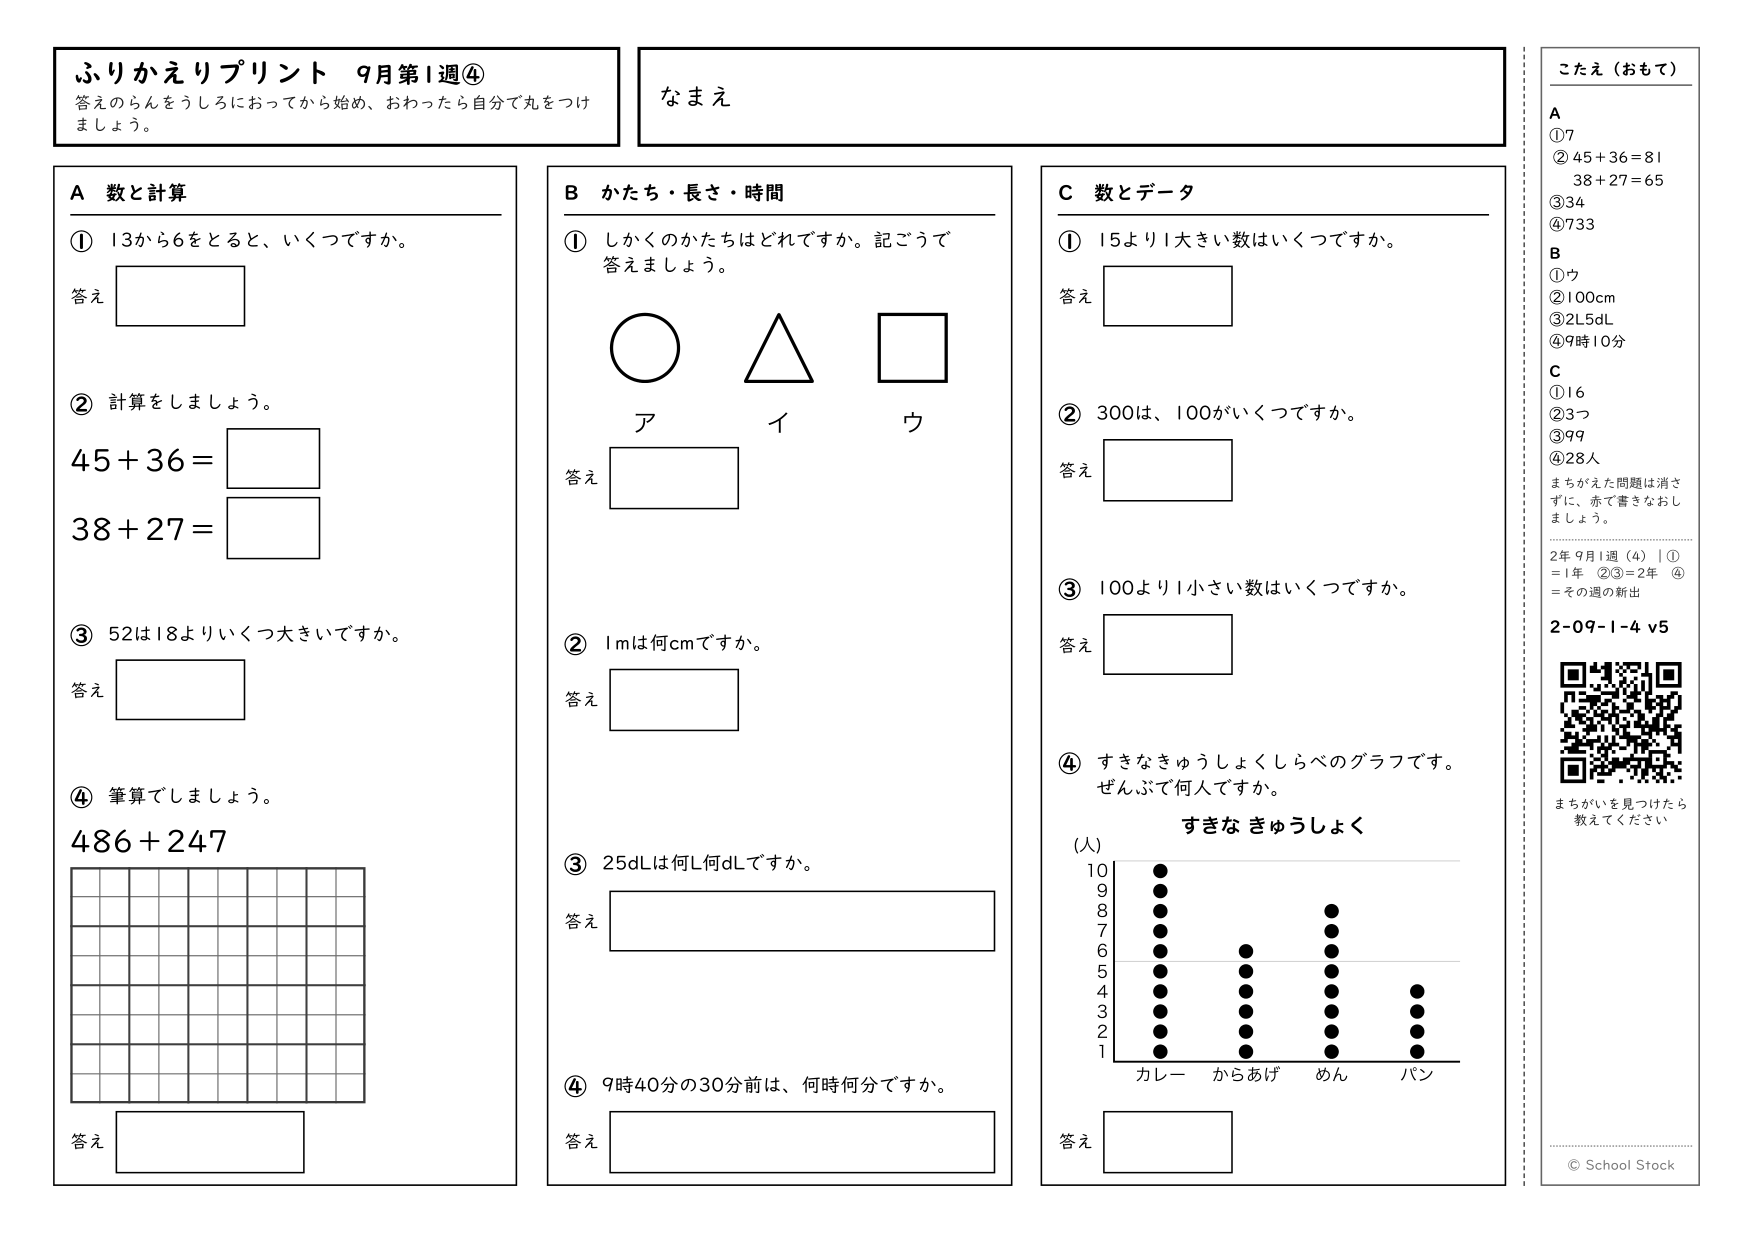 ふりかえりプリント　9月第1週④
答えのらんをうしろにおってから始め、おわったら自分で丸をつけ
ましょう。
なまえ
A　数と計算
① 13から6をとると、いくつですか。
答え
② 計算をしましょう。
45＋36＝
38＋27＝
③ 52は18よりいくつ大きいですか。
答え
④ 筆算でしましょう。
486＋247
答え
B　かたち・長さ・時間
① しかくのかたちはどれですか。記ごうで
答えましょう。
ア　イ　ウ
答え
② 1mは何cmですか。
答え
③ 25dLは何L何dLですか。
答え
④ 9時40分の30分前は、何時何分ですか。
答え
C　数とデータ
① 15より1大きい数はいくつですか。
答え
② 300は、100がいくつですか。
答え
③ 100より1小さい数はいくつですか。
答え
④ すきなきゅうしょくしらべのグラフです。
ぜんぶで何人ですか。
すきな きゅうしょく
(人)
10
9
8
7
6
5
4
3
2
1
カレー　からあげ　めん　パン
答え
こたえ（おもて）
A
①7
② 45＋36＝81
38＋27＝65
③34
④733
B
①ウ
②100cm
③2L5dL
④9時10分
C
①16
②3つ
③99
④28人
まちがえた問題は消さ
ずに、赤で書きなおし
ましょう。
2年 9月1週（4）｜①
＝1年　②③＝2年　④
＝その週の新出
2-09-1-4 v5
まちがいを見つけたら
教えてください
© School Stock